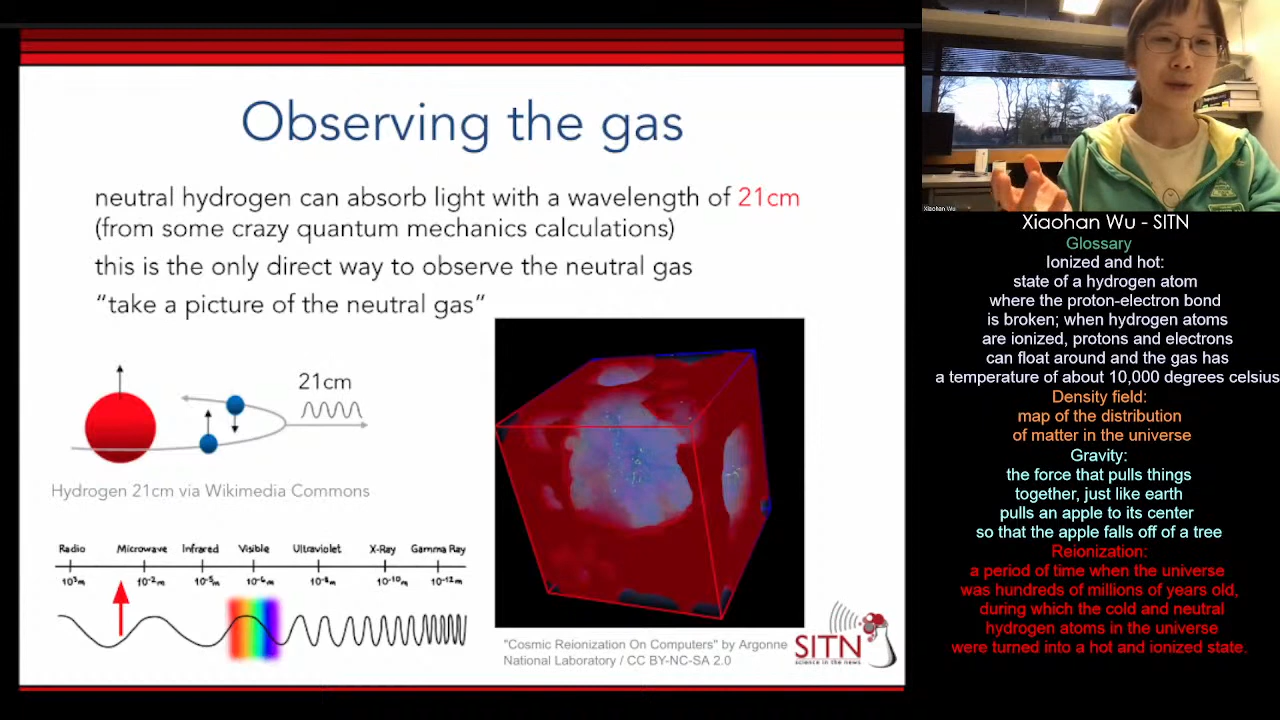 Observing the gas
neutral hydrogen can absorb light with a wavelength of 21cm
(from some crazy quantum mechanics calculations)
this is the only direct way to observe the neutral gas
“take a picture of the neutral gas”
21cm
Hydrogen 21cm via Wikimedia Commons
Radio Microwave Infrared Visible Ultraviolet X-Ray Gamma Ray
10³m 10⁻²m 10⁻⁵m 10⁻⁶m 10⁻⁸m 10⁻¹⁰m 10⁻¹²m
"Cosmic Reionization On Computers" by Argonne
National Laboratory / CC BY-NC-SA 2.0
SITN
science in the news
Xiaohan Wu
Xiaohan Wu - SITN
Glossary
Ionized and hot:
state of a hydrogen atom
where the proton-electron bond
is broken; when hydrogen atoms
are ionized, protons and electrons
can float around and the gas has
a temperature of about 10,000 degrees celsius
Density field:
map of the distribution
of matter in the universe
Gravity:
the force that pulls things
together, just like earth
pulls an apple to its center
so that the apple falls off of a tree
Reionization:
a period of time when the universe
was hundreds of millions of years old,
during which the cold and neutral
hydrogen atoms in the universe
were turned into a hot and ionized state.